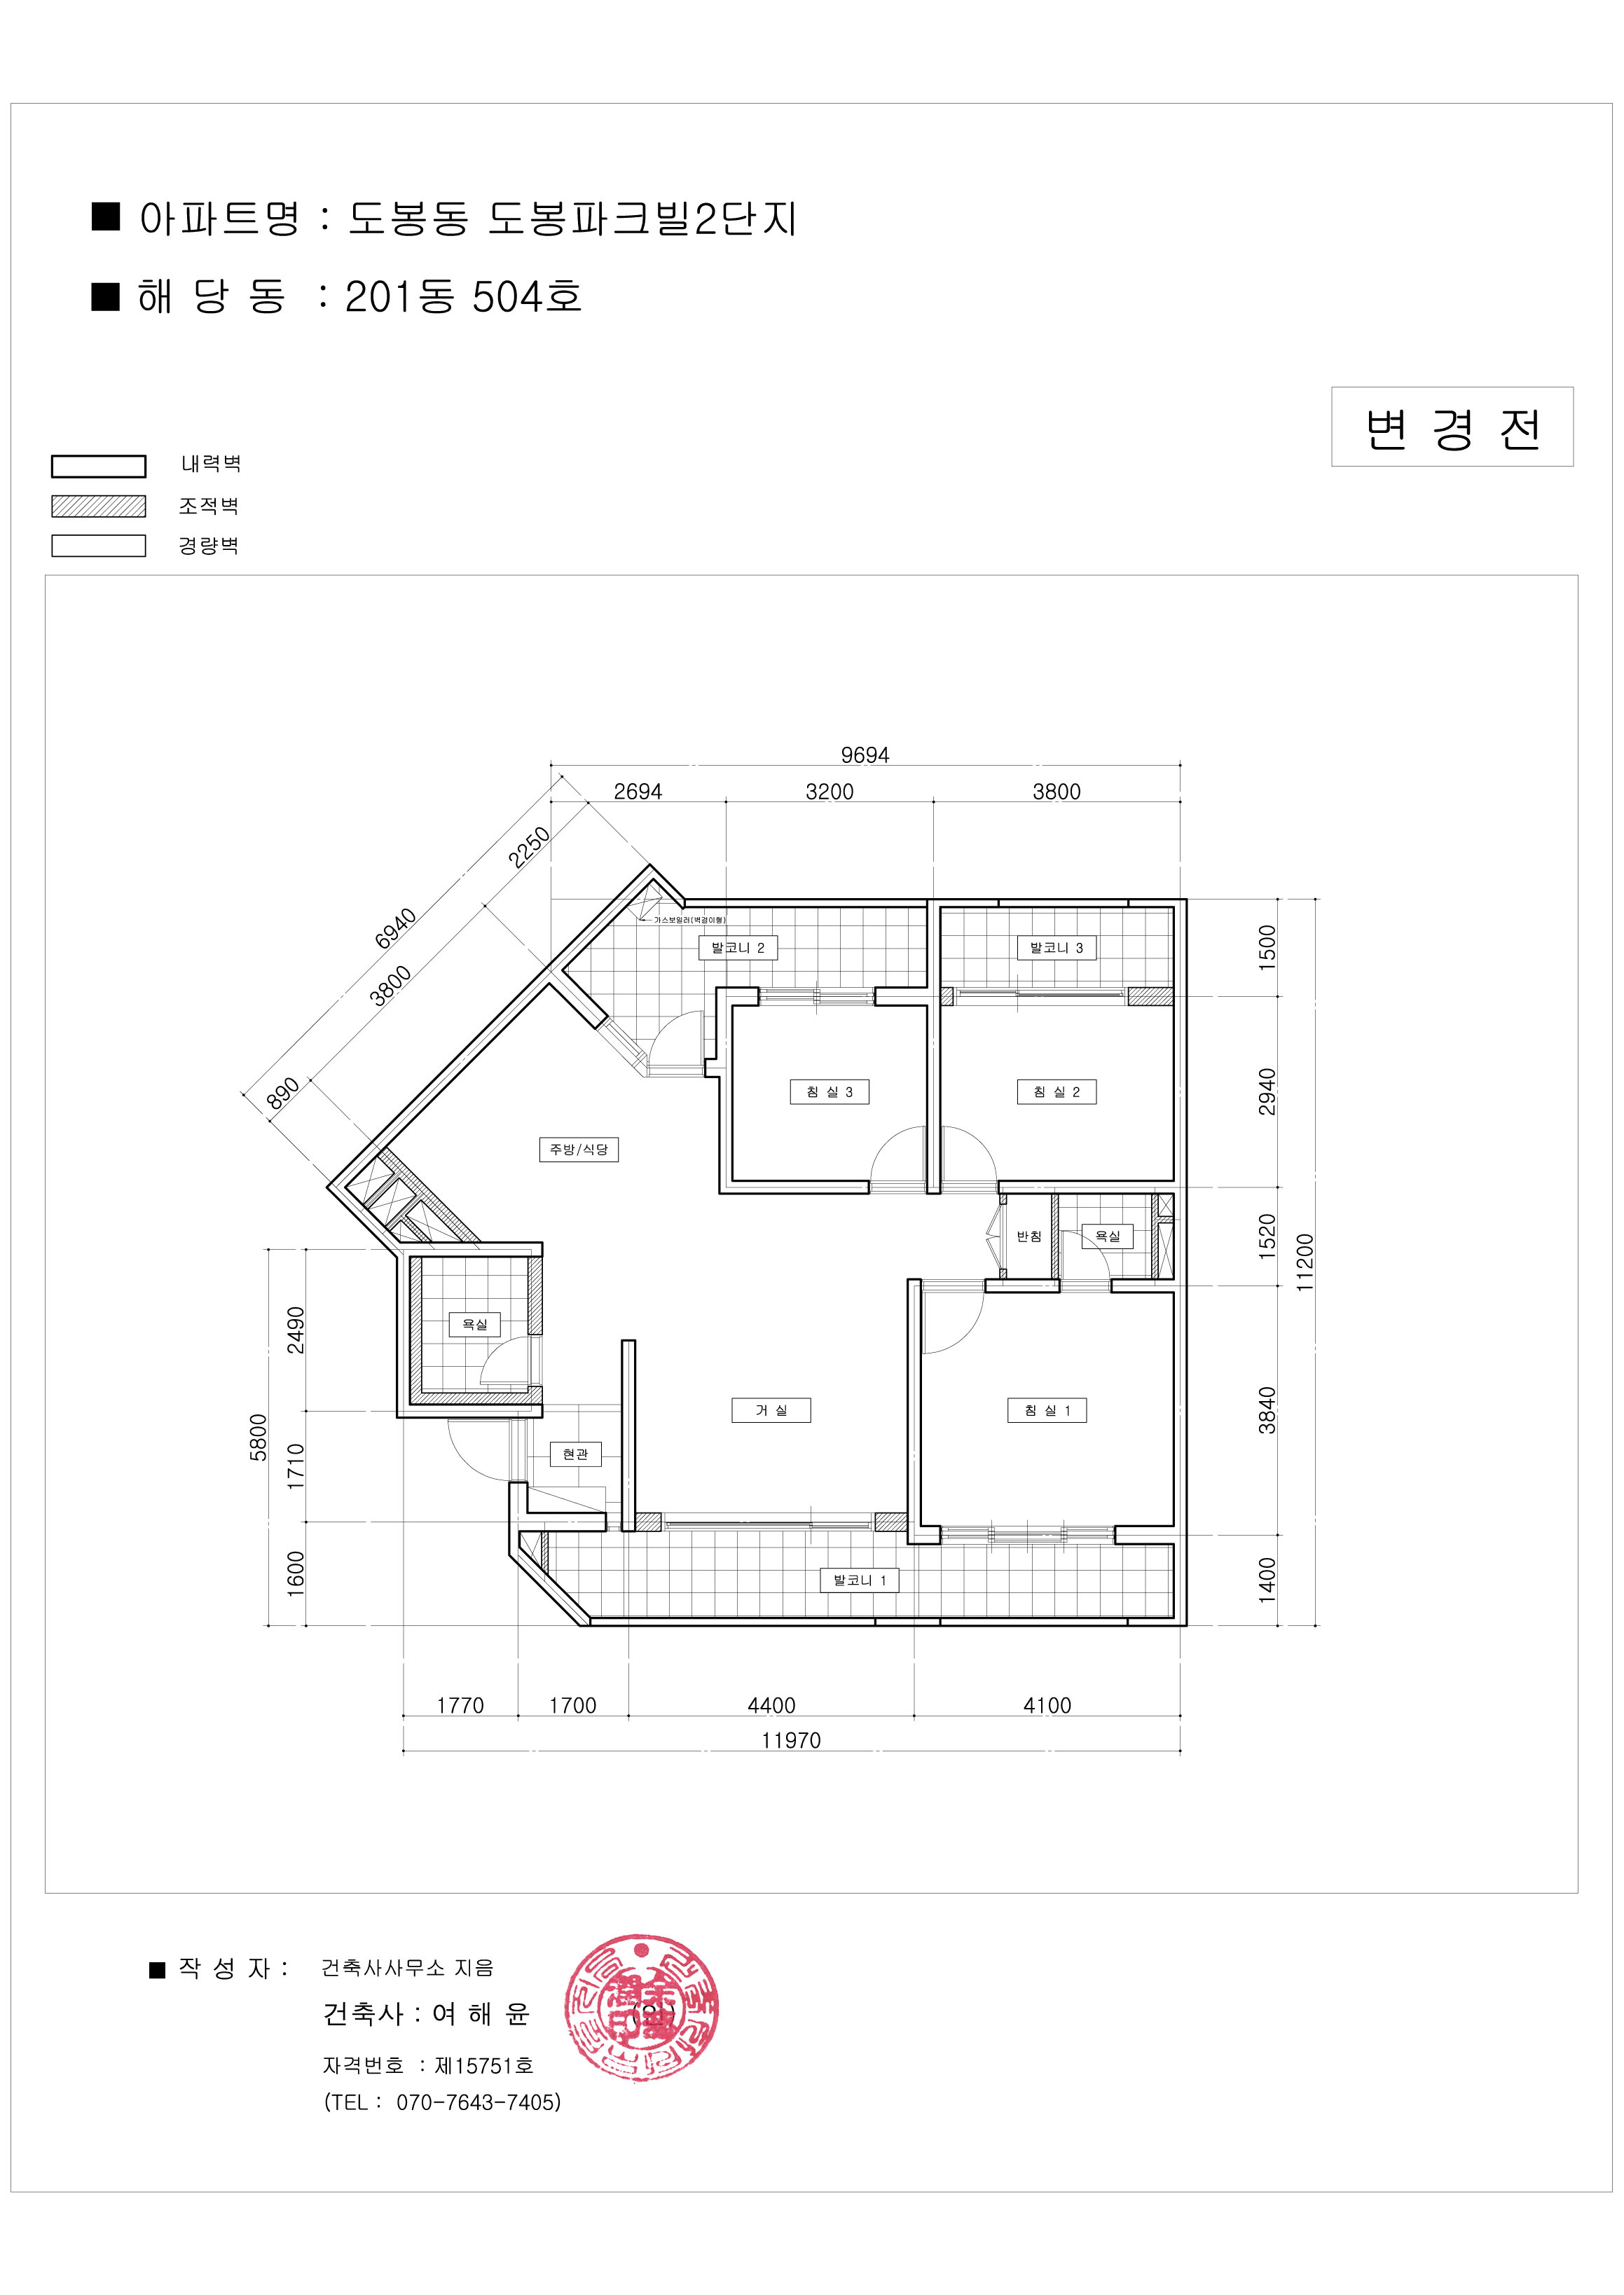 ■ 아파트명 : 도봉동 도봉파크빌2단지
■ 해 당 동 : 201동 504호
변 경 전
내력벽
조적벽
경량벽
9694
2694 3200 3800
2250
6940
3800
890
가스보일러(벽걸이형)
발코니 2
발코니 3
1500
침 실 3
침 실 2
2940
주방/식당
반침
욕실
1520
11200
욕실
2490
거 실
침 실 1
3840
5800
현관
1710
1600
발코니 1
1400
1770 1700 4400 4100
11970
■ 작 성 자 : 건축사사무소 지음
건축사 : 여 해 윤 (인)
자격번호 : 제15751호
(TEL : 070-7643-7405)